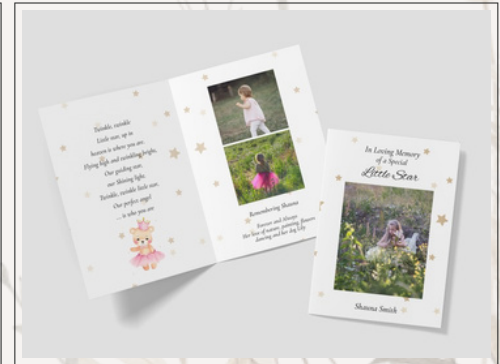 Twinkle, twinkle
Little star, up in
heaven is where you are.
Flying high and twinkling bright,
Our guiding star,
our Shining light.
Twinkle, twinkle little star,
Our perfect angel
... is who you are
Remembering Shauna
Forever and Always
Her love of nature, painting, flowers
dancing and her dog Lily
In Loving Memory
of a Special
Little Star
Shauna Smith